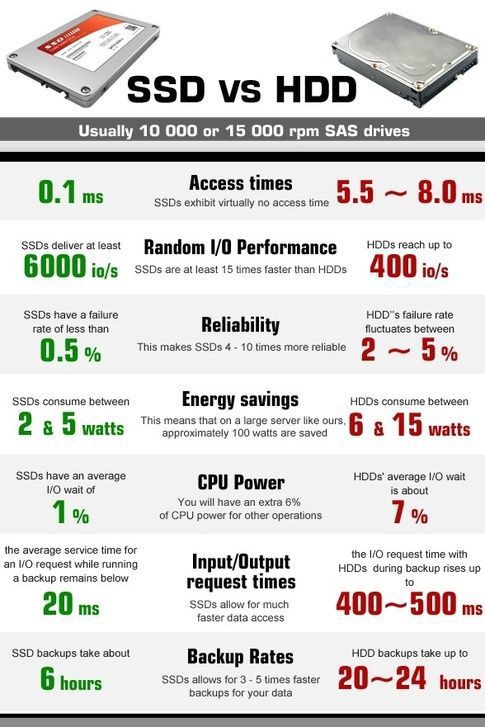 SSD
SSD vs HDD
Usually 10 000 or 15 000 rpm SAS drives
0.1 ms
Access times
SSDs exhibit virtually no access time
5.5 ~ 8.0 ms
SSDs deliver at least
6000 io/s
Random I/O Performance
SSDs are at least 15 times faster than HDDs
HDDs reach up to
400 io/s
SSDs have a failure
rate of less than
0.5 %
Reliability
This makes SSDs 4 - 10 times more reliable
HDD"s failure rate
fluctuates between
2 ~ 5 %
SSDs consume between
2 & 5 watts
Energy savings
This means that on a large server like ours,
approximately 100 watts are saved
HDDs consume between
6 & 15 watts
SSDs have an average
I/O wait of
1 %
CPU Power
You will have an extra 6%
of CPU power for other operations
HDDs' average I/O wait
is about
7 %
the average service time for
an I/O request while running
a backup remains below
20 ms
Input/Output
request times
SSDs allow for much
faster data access
the I/O request time with
HDDs during backup rises up
to
400~500 ms
SSD backups take about
6 hours
Backup Rates
SSDs allows for 3 - 5 times faster
backups for your data
HDD backups take up to
20~24 hours